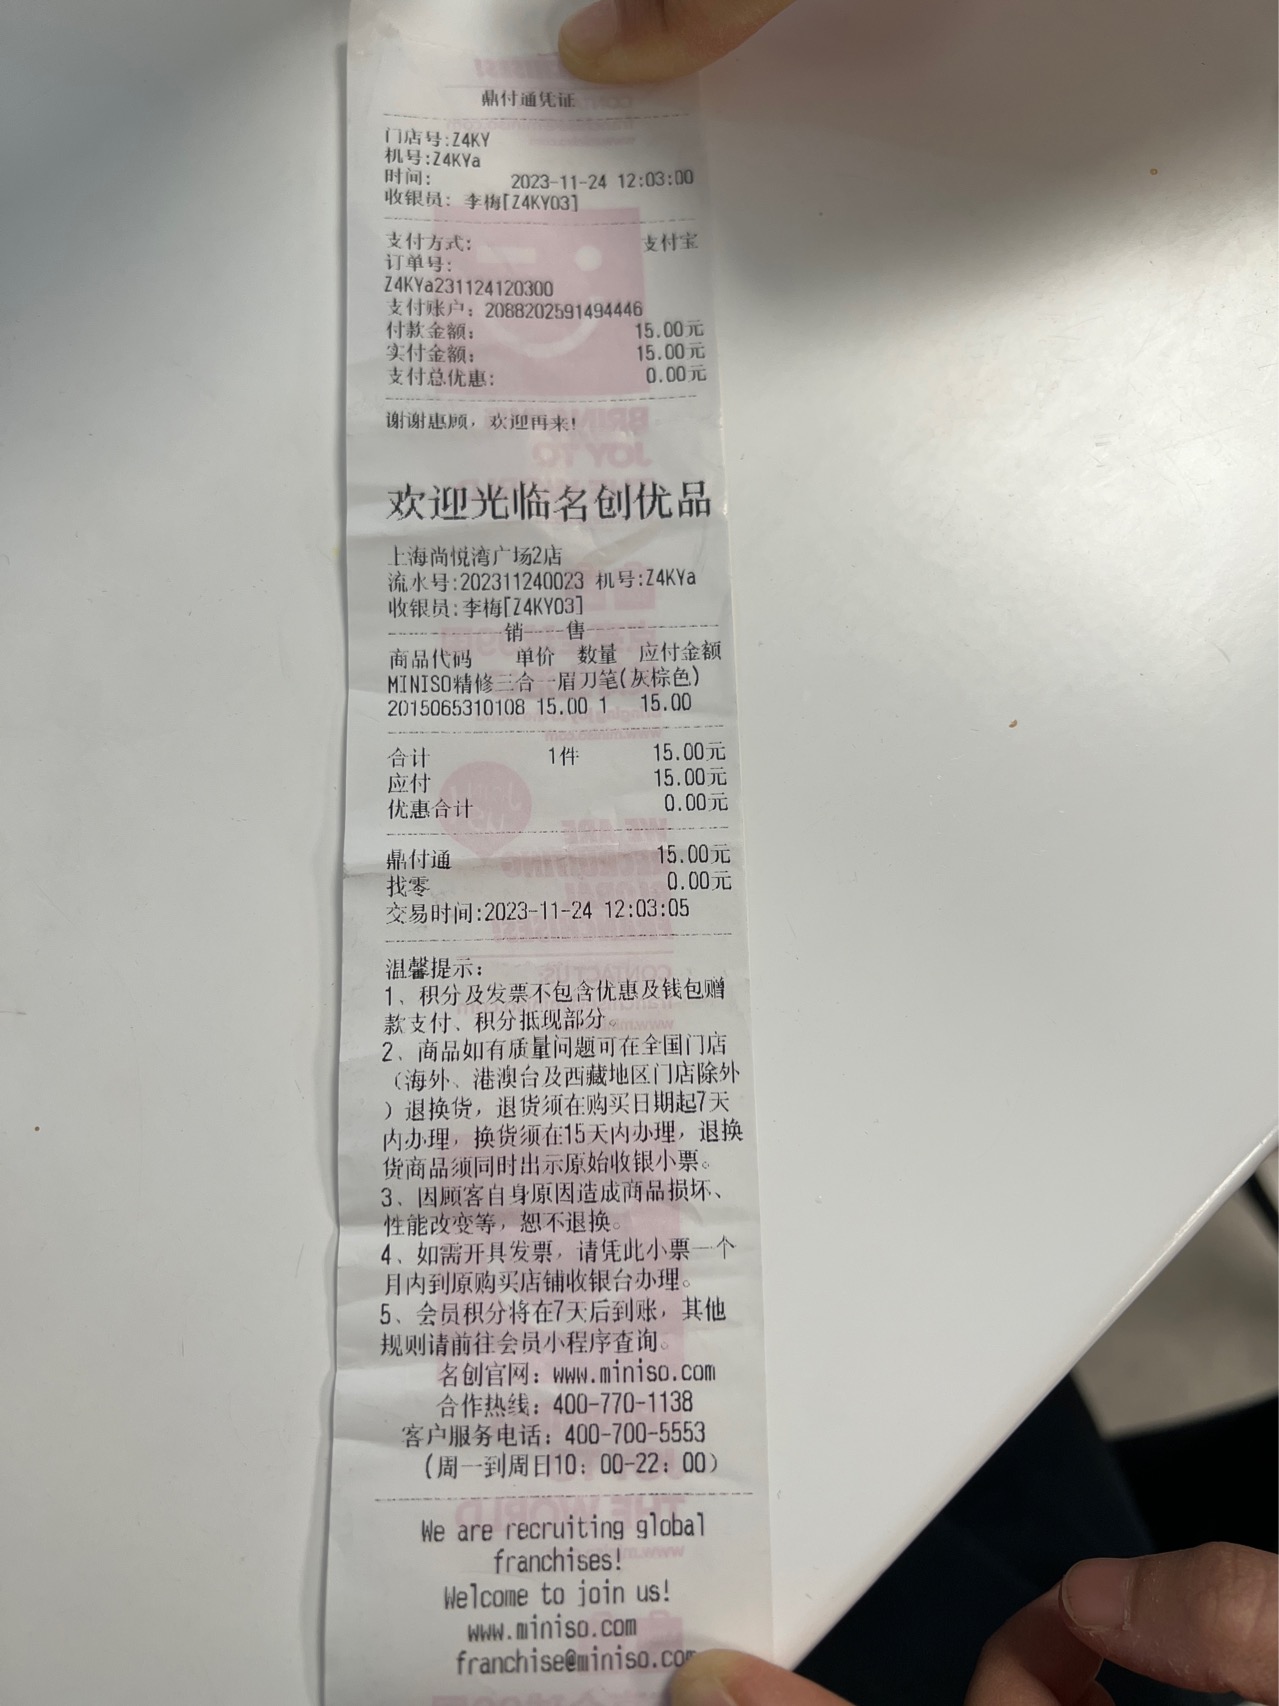 鼎付通凭证
门店号:Z4KY
机号:Z4KYa
时间: 2023-11-24 12:03:00
收银员: 李梅[Z4KY03]
支付方式: 支付宝
订单号:
Z4KYa231124120300
支付账户: 2088202591494446
付款金额: 15.00元
实付金额: 15.00元
支付总优惠: 0.00元
谢谢惠顾, 欢迎再来!
欢迎光临名创优品
上海尚悦湾广场2店
流水号:202311240023 机号:Z4KYa
收银员:李梅[Z4KY03]
销 售
商品代码 单价 数量 应付金额
MINISO精修三合一眉刀笔(灰棕色)
2015065310108 15.00 1 15.00
合计 1件 15.00元
应付 15.00元
优惠合计 0.00元
鼎付通 15.00元
找零 0.00元
交易时间:2023-11-24 12:03:05
温馨提示:
1、积分及发票不包含优惠及钱包赠
款支付、积分抵现部分。
2、商品如有质量问题可在全国门店
（海外、港澳台及西藏地区门店除外
）退换货，退货须在购买日期起7天
内办理，换货须在15天内办理，退换
货商品须同时出示原始收银小票。
3、因顾客自身原因造成商品损坏、
性能改变等，恕不退换。
4、如需开具发票，请凭此小票一个
月内到原购买店铺收银台办理。
5、会员积分将在7天后到账，其他
规则请前往会员小程序查询。
名创官网: www.miniso.com
合作热线: 400-770-1138
客户服务电话: 400-700-5553
(周一到周日10: 00-22: 00)
We are recruiting global
franchises!
Welcome to join us!
www.miniso.com
franchise@miniso.com